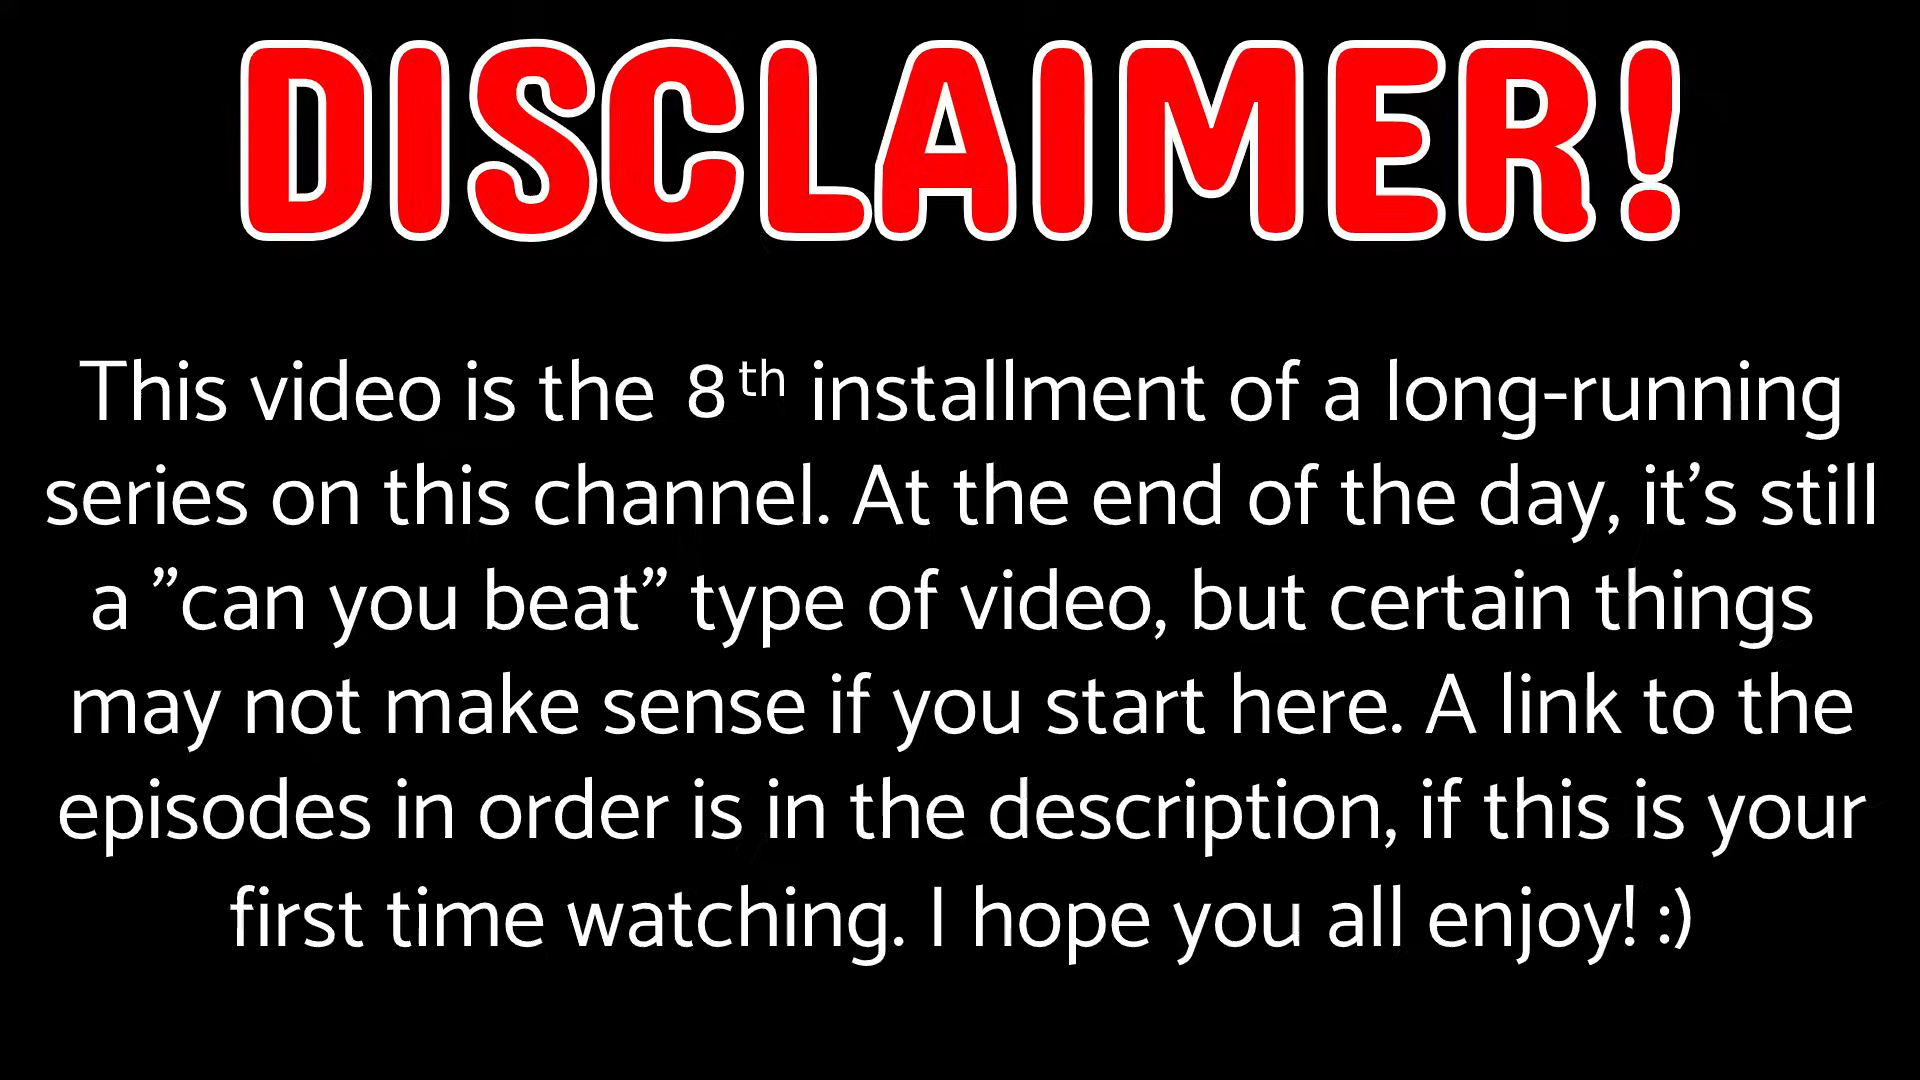 DISCLAIMER!
This video is the 8th installment of a long-running
series on this channel. At the end of the day, it’s still
a ”can you beat” type of video, but certain things
may not make sense if you start here. A link to the
episodes in order is in the description, if this is your
first time watching. I hope you all enjoy! :)